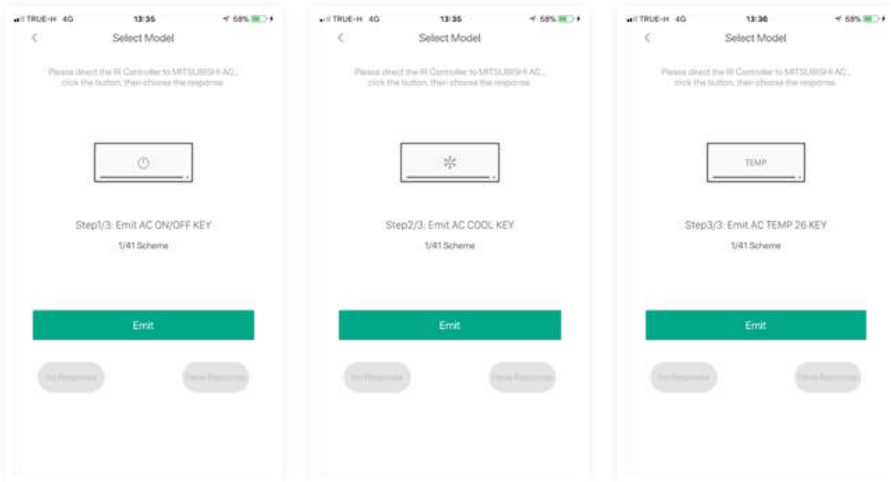 TRUE-H 4G 13:35 58%
Select Model
Please direct the IR Controller to MITSUBISHI AC,
click the button, then choose the response
Step1/3: Emit AC ON/OFF KEY
1/41 Scheme
Emit
No Response Have Response
TRUE-H 4G 13:35 58%
Select Model
Please direct the IR Controller to MITSUBISHI AC,
click the button, then choose the response
Step2/3: Emit AC COOL KEY
1/41 Scheme
Emit
No Response Have Response
TRUE-H 4G 13:36 58%
Select Model
Please direct the IR Controller to MITSUBISHI AC,
click the button, then choose the response
TEMP
Step3/3: Emit AC TEMP 26 KEY
1/41 Scheme
Emit
No Response Have Response